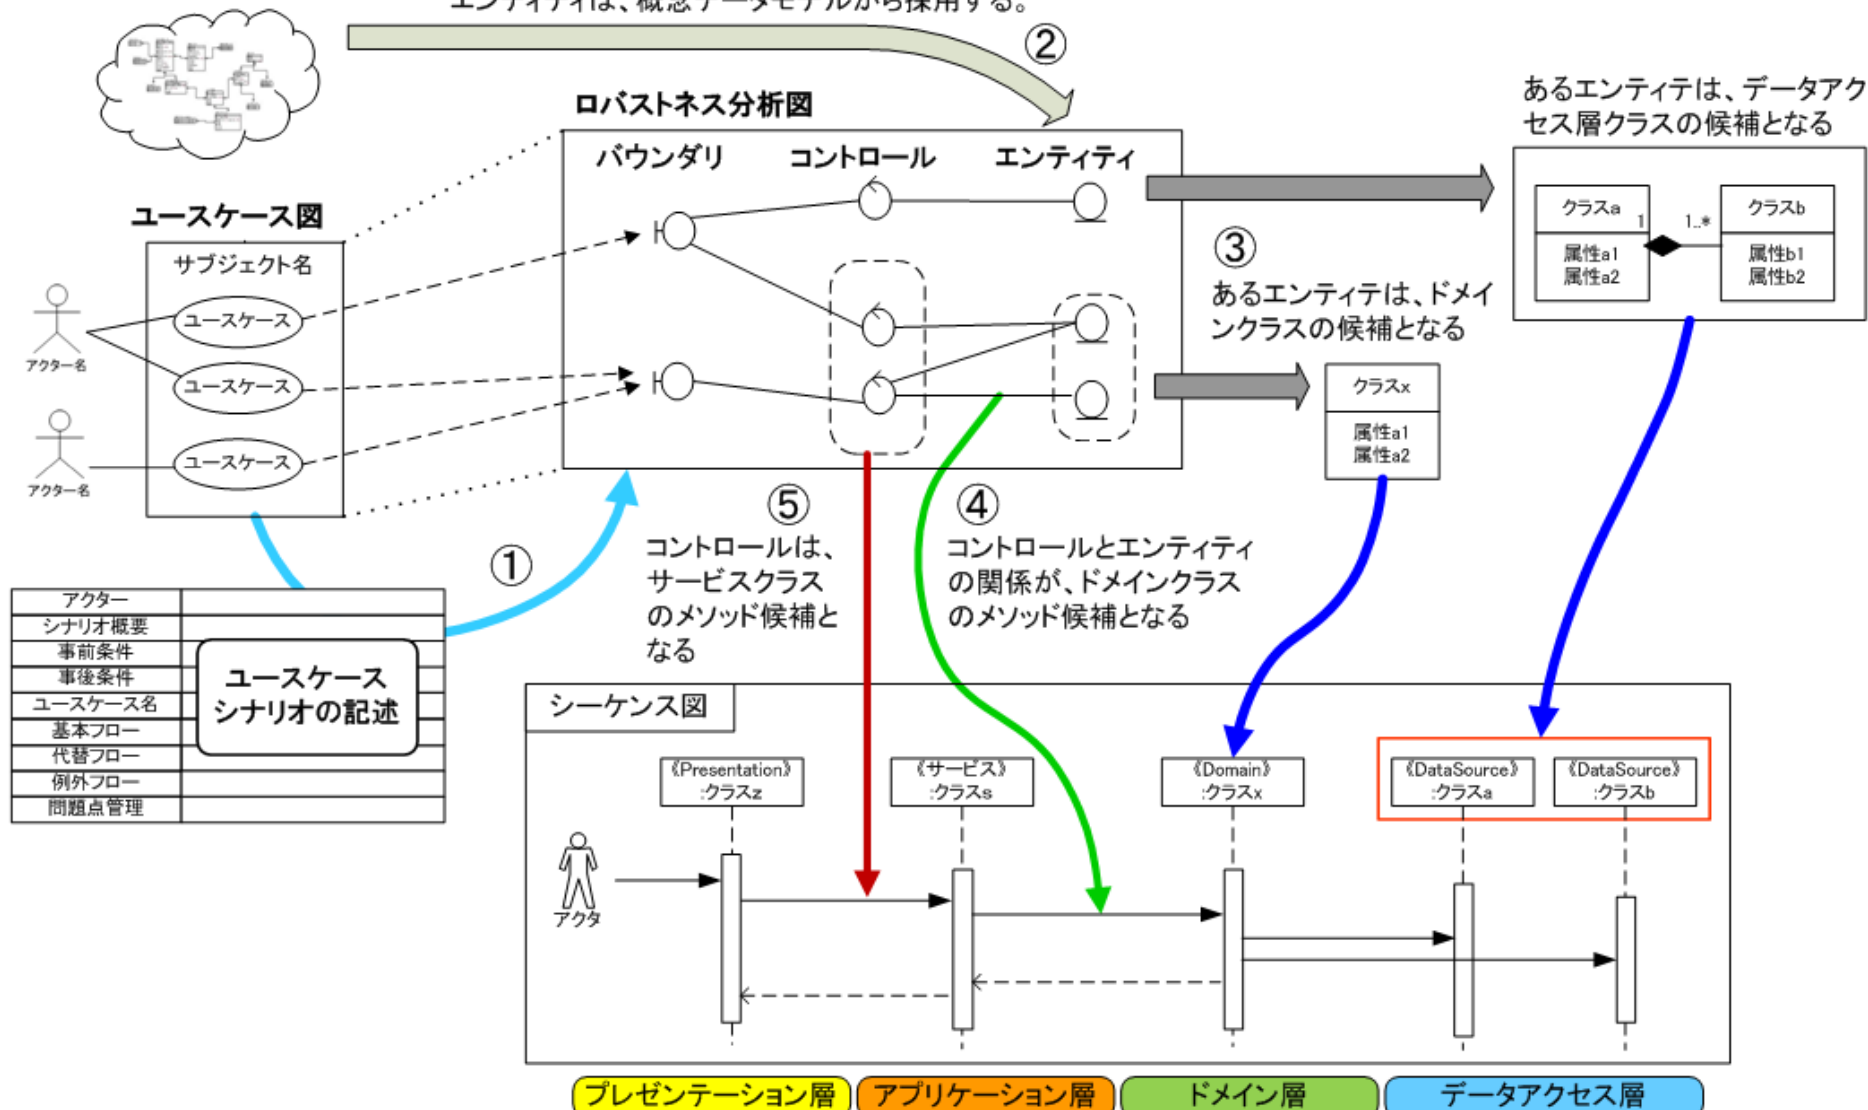 エンティティは、概念データモデルから採用する。
②
ロバストネス分析図
バウンダリ
コントロール
エンティティ
あるエンティテは、データアク
セス層クラスの候補となる
クラスa
属性a1
属性a2
1
1..*
クラスb
属性b1
属性b2
ユースケース図
サブジェクト名
ユースケース
ユースケース
ユースケース
アクター名
アクター名
③
あるエンティテは、ドメイ
ンクラスの候補となる
クラスx
属性a1
属性a2
①
⑤
コントロールは、
サービスクラス
のメソッド候補と
なる
④
コントロールとエンティティ
の関係が、ドメインクラス
のメソッド候補となる
アクター
シナリオ概要
事前条件
事後条件
ユースケース名
基本フロー
代替フロー
例外フロー
問題点管理
ユースケース
シナリオの記述
シーケンス図
《Presentation》
:クラスz
《サービス》
:クラスs
《Domain》
:クラスx
《DataSource》
:クラスa
《DataSource》
:クラスb
アクタ
プレゼンテーション層
アプリケーション層
ドメイン層
データアクセス層